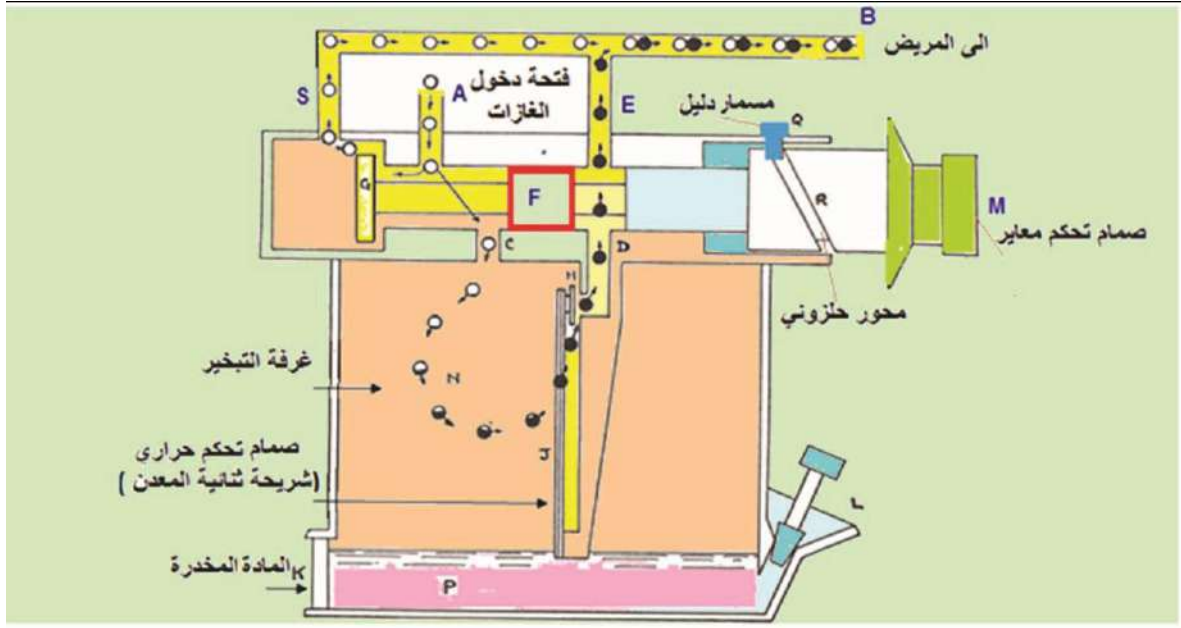 B
الى المريض
S
A
فتحة دخول
الغازات
E
مسمار دليل
Q
G
F
R
M
صمام تحكم معاير
C
D
H
محور حلزوني
غرفة التبخير
N
صمام تحكم حراري
(شريحة ثنائية المعدن )
J
L
المادة المخدرة
K
P